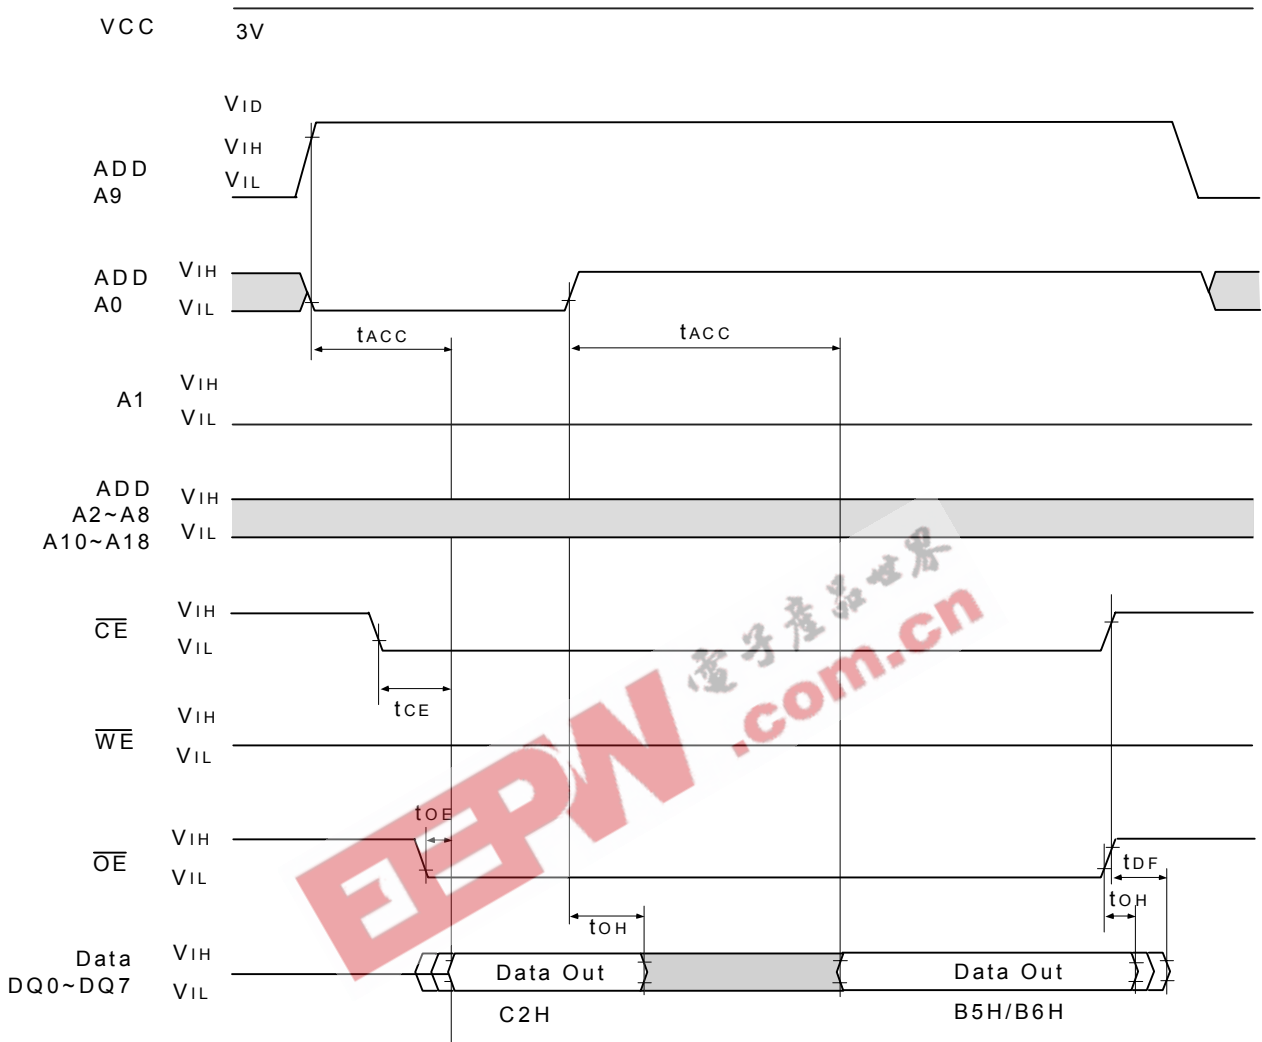 VCC
3V
VID
VIH
VIL
ADD
A9
ADD
A0
VIH
VIL
tACC
tACC
A1
VIH
VIL
ADD
A2~A8
A10~A18
VIH
VIL
CE
VIH
VIL
tCE
WE
VIH
VIL
tOE
OE
VIH
VIL
tDF
tOH
tOH
Data
DQ0~DQ7
VIH
VIL
Data Out
Data Out
C2H
B5H/B6H
EEPW
.com.cn
電子產品世界